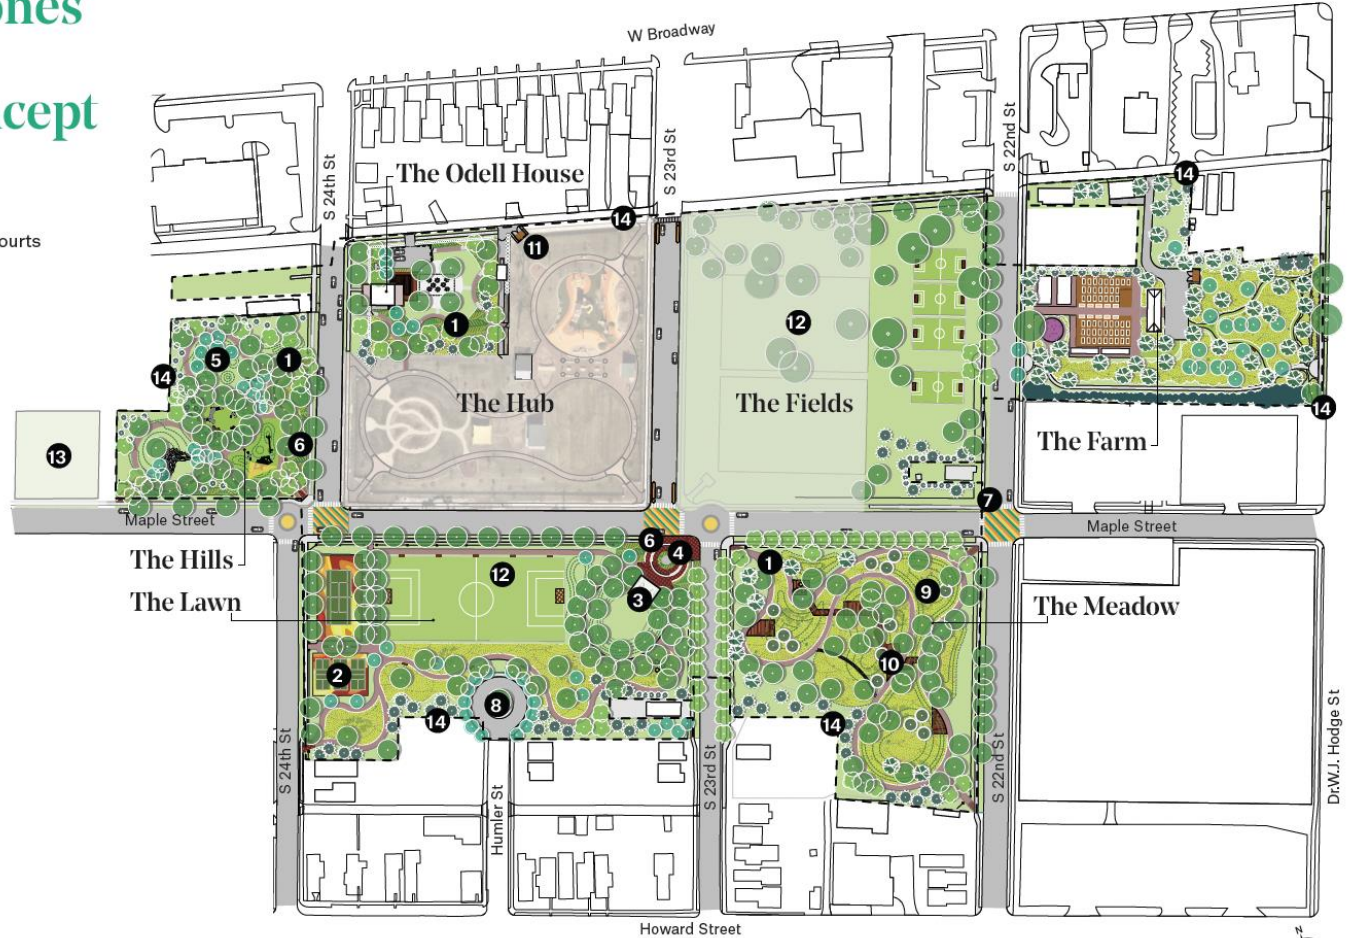 ones
ncept
ourts
W Broadway
S 24th St
S 23rd St
S 22nd St
The Odell House
14
14
11
1
12
5
1
14
The Hub
The Fields
14
13
6
The Farm
7
Maple Street
Maple Street
The Hills
6
4
1
12
9
The Lawn
3
The Meadow
10
2
8
14
14
S 24th St
Humler St
S 23rd St
S 22nd St
Dr.W.J. Hodge St
Howard Street
N